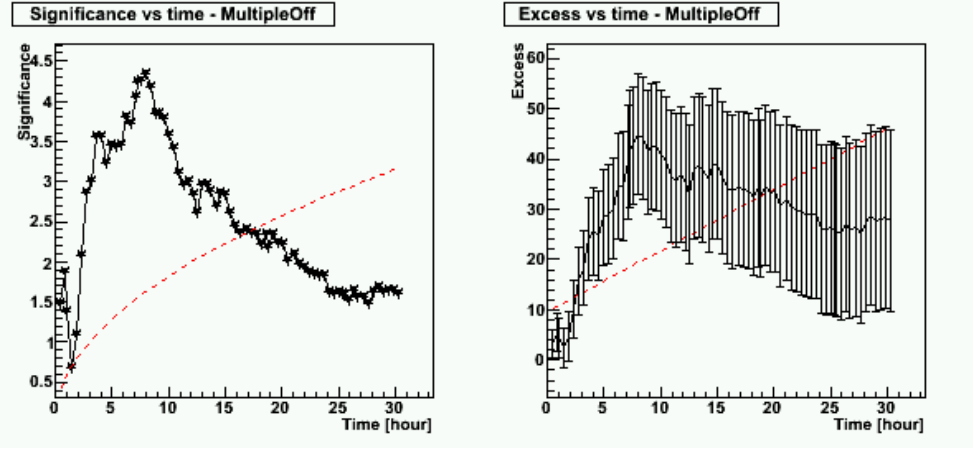 Significance vs time - MultipleOff
Significance
4.5
4
3.5
3
2.5
2
1.5
1
0.5
0 5 10 15 20 25 30
Time [hour]
Excess vs time - MultipleOff
Excess
60
50
40
30
20
10
0
0 5 10 15 20 25 30
Time [hour]